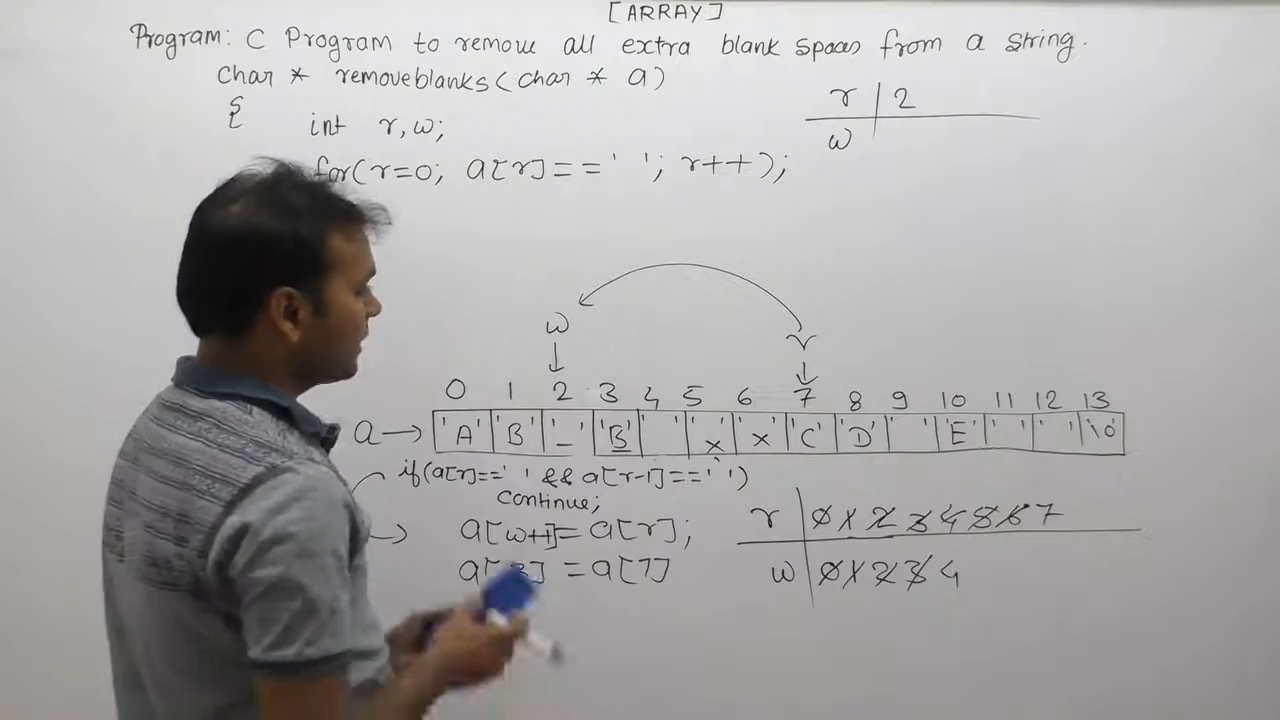 [ARRAY]
Program: C Program to remove all extra blank spaces from a string.
Char * removeblanks(char * a)
{
int r,w;
for(r=0; a[r]==' '; r++);
r | 2
w |
w
r
0 1 2 3 4 5 6 7 8 9 10 11 12 13
a→ 'A' 'B' '_' 'B' ' ' 'x' 'x' 'C' 'D' ' ' 'E' ' ' ' ' '\0'
if(a[r]==' ' && a[r-1]==' ')
Continue;
a[w++]=a[r];
=a[7]
r | 0 1 2 3 4 5 6 7
w | 0 1 2 3 4